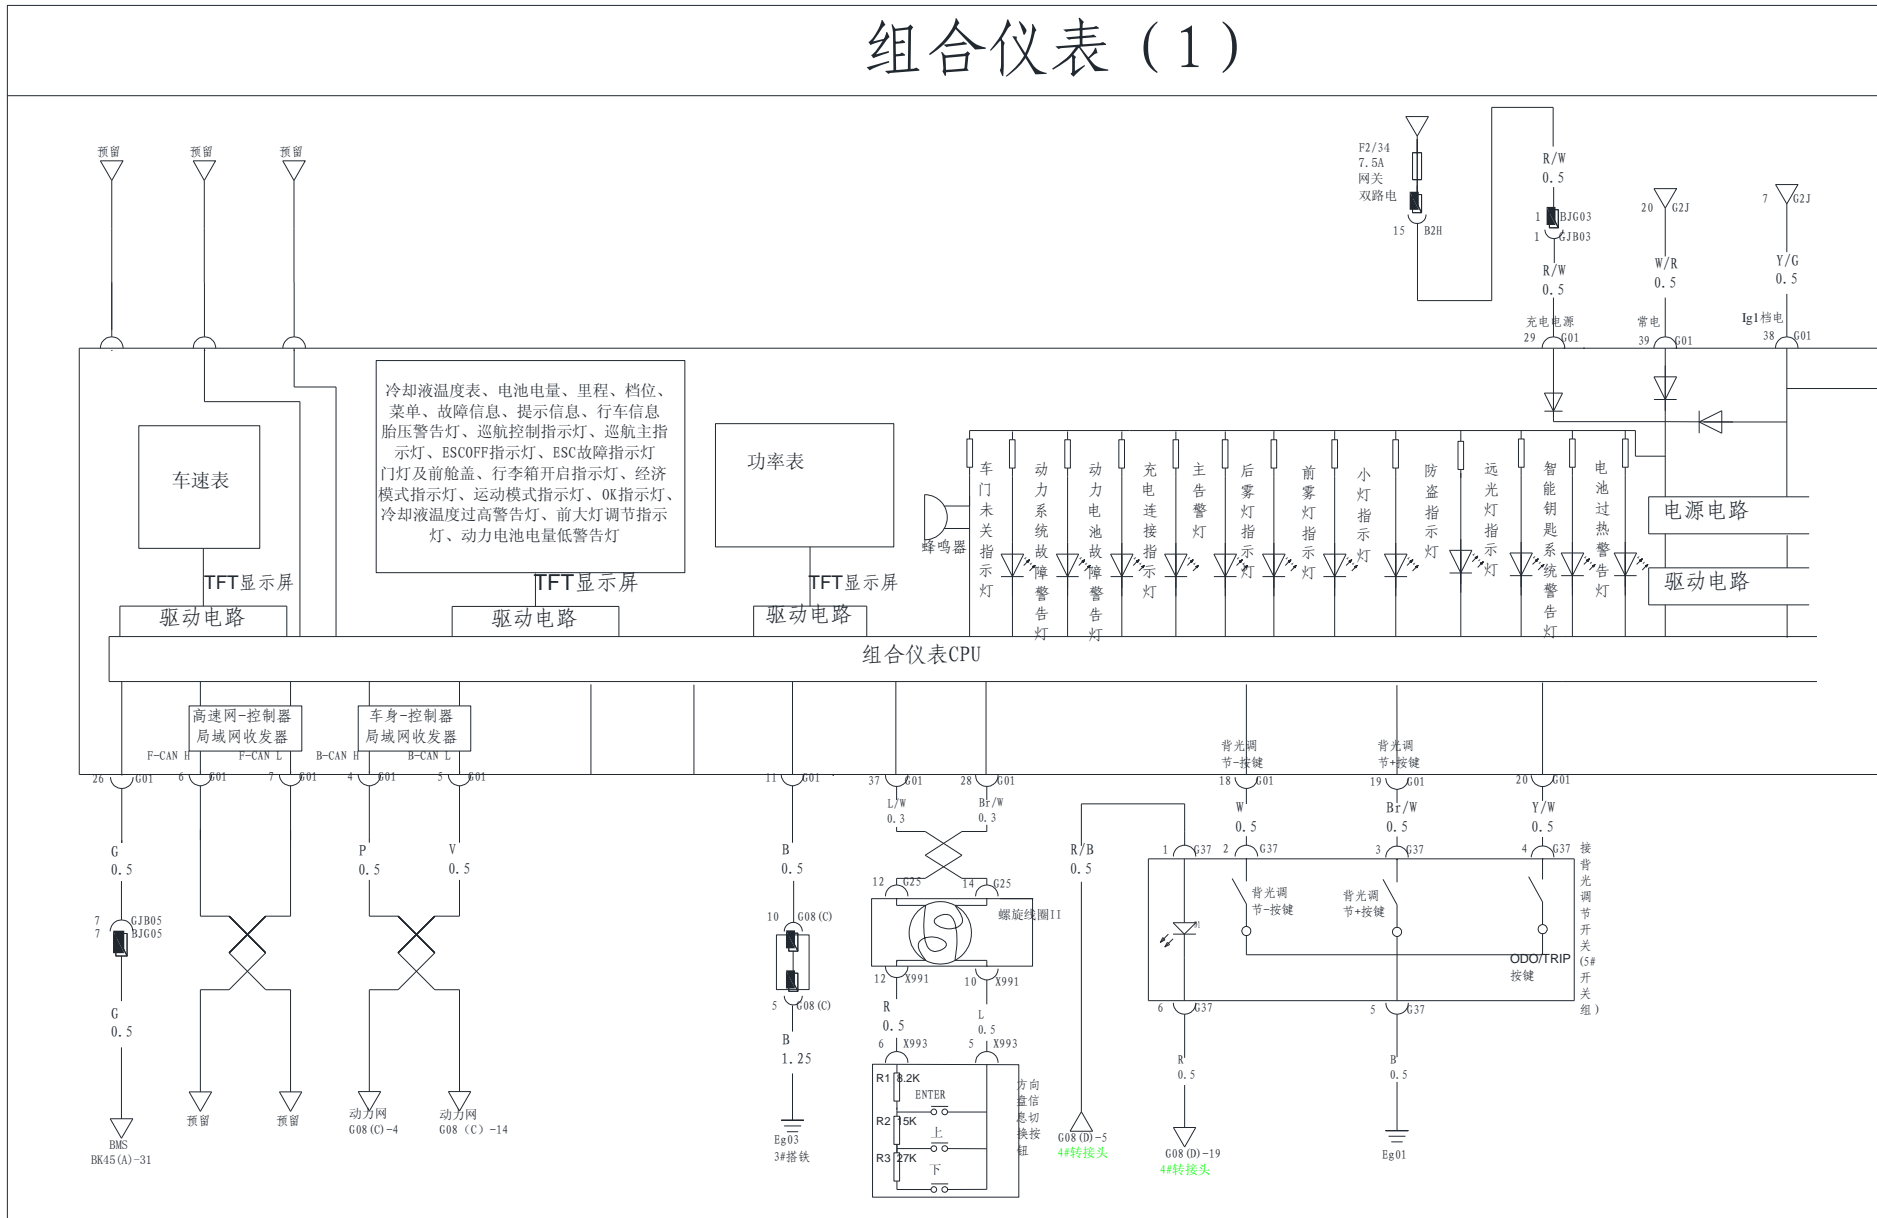 组合仪表（1）
预留
预留
预留
F2/34
7.5A
网关
双路电
15 B2H
R/W
0.5
1 BJG03
1 GJB03
R/W
0.5
充电电源
29 G01
20 G2J
W/R
0.5
常电
39 G01
7 G2J
Y/G
0.5
Ig1档电
38 G01
车速表
TFT显示屏
驱动电路
冷却液温度表、电池电量、里程、档位、
菜单、故障信息、提示信息、行车信息
胎压警告灯、巡航控制指示灯、巡航主指
示灯、ESCOFF指示灯、ESC故障指示灯
门灯及前舱盖、行李箱开启指示灯、经济
模式指示灯、运动模式指示灯、OK指示灯、
冷却液温度过高警告灯、前大灯调节指示
灯、动力电池电量低警告灯
TFT显示屏
驱动电路
功率表
TFT显示屏
驱动电路
蜂鸣器
车门未关指示灯
动力系统故障警告灯
动力电池故障警告灯
充电连接指示灯
主告警灯
后雾灯指示灯
前雾灯指示灯
小灯指示灯
防盗指示灯
远光灯指示灯
智能钥匙系统警告灯
电池过热警告灯
电源电路
驱动电路
组合仪表CPU
高速网-控制器
局域网收发器
车身-控制器
局域网收发器
F-CAN H
F-CAN L
B-CAN H
B-CAN L
26 G01
6 G01
7 G01
4 G01
5 G01
11 G01
37 G01
28 G01
背光调
节-按键
18 G01
背光调
节+按键
19 G01
20 G01
G
0.5
7 GJB05
7 BJG05
G
0.5
BMS
BK45(A)-31
预留
预留
P
0.5
V
0.5
动力网
G08(C)-4
动力网
G08（C）-14
B
0.5
10 G08(C)
5 G08(C)
B
1.25
Eg03
3#搭铁
L/W
0.3
Br/W
0.3
12 G25
14 G25
螺旋线圈II
12 X991
10 X991
R
0.5
L
0.5
6 X993
5 X993
R1 8.2K
ENTER
R2 15K
上
R3 27K
下
方向
盘信
息切
换按
钮
R/B
0.5
G08(D)-5
4#转接头
W
0.5
Br/W
0.5
Y/W
0.5
1 G37
2 G37
3 G37
4 G37
背光调
节-按键
背光调
节+按键
ODO/TRIP
按键
接背光调节开关(5#开关组)
6 G37
5 G37
R
0.5
G08(D)-19
4#转接头
B
0.5
Eg01